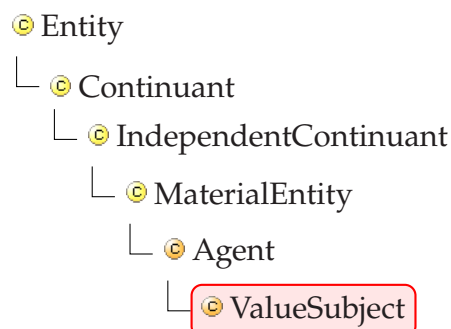 © Entity
© Continuant
© IndependentContinuant
© MaterialEntity
© Agent
© ValueSubject